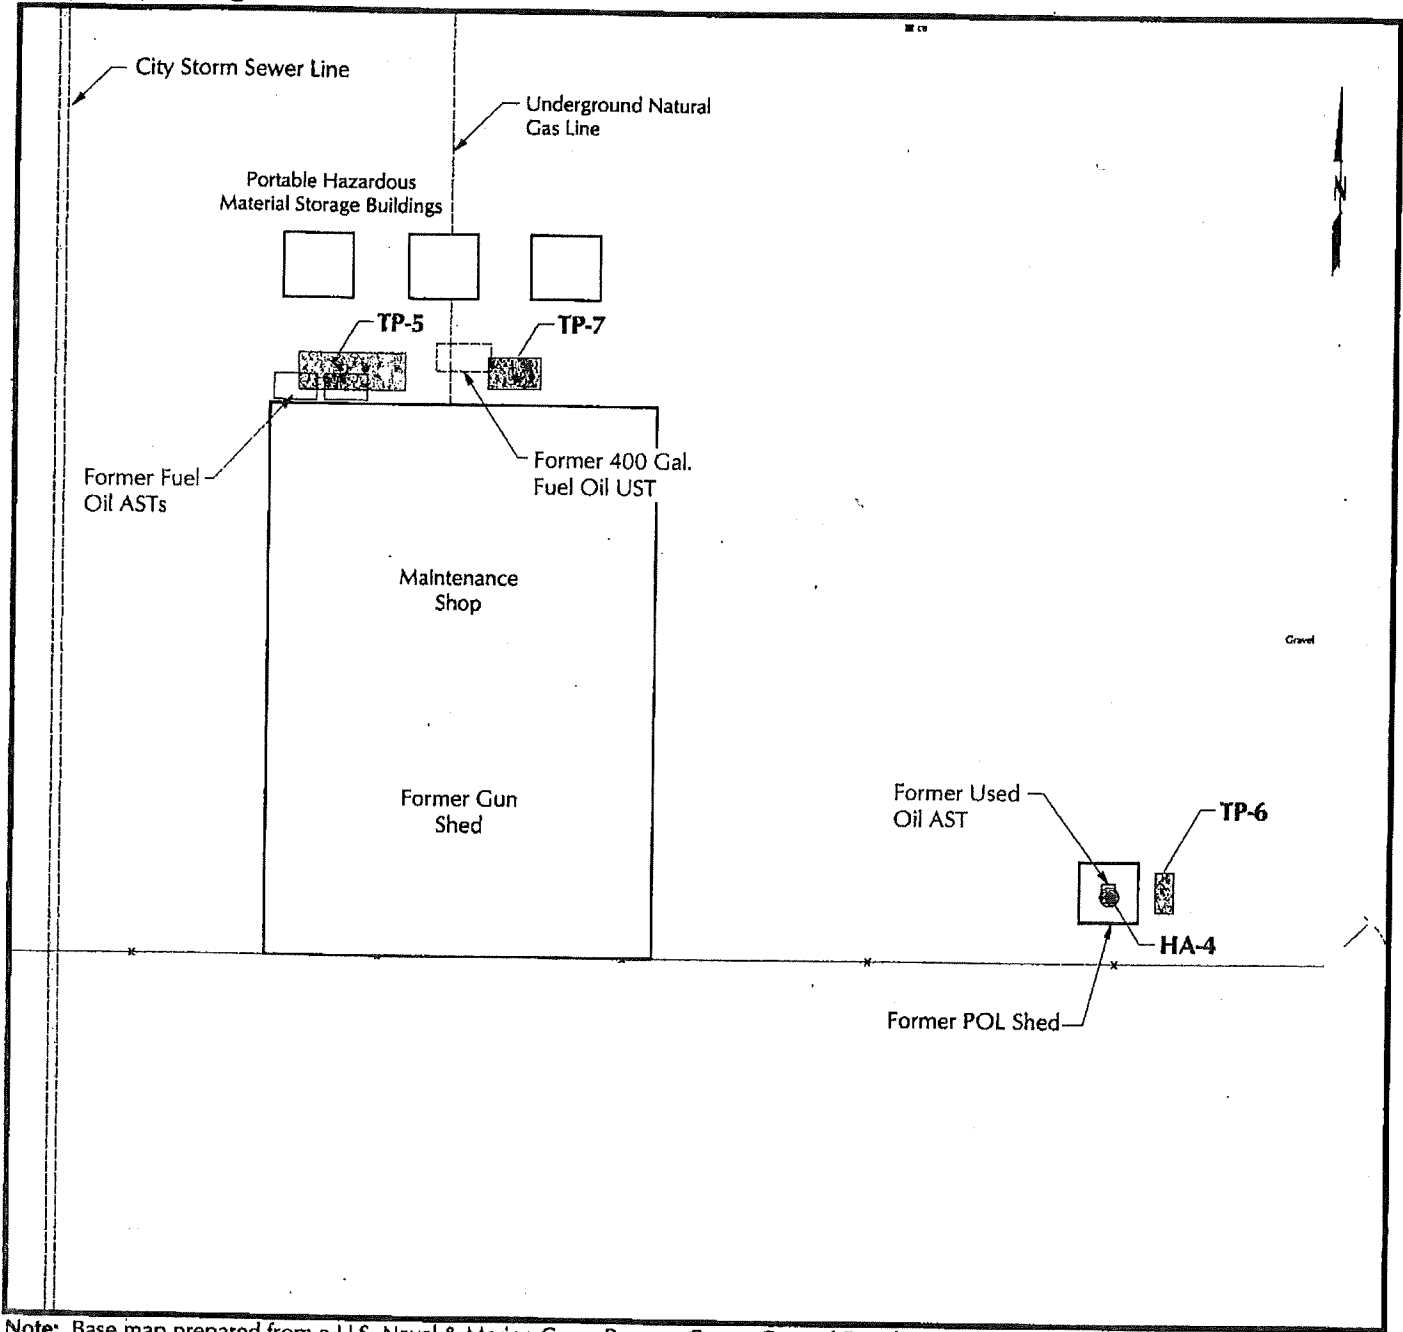 CB
City Storm Sewer Line
Underground Natural
Gas Line
N
Portable Hazardous
Material Storage Buildings
TP-5
TP-7
Former Fuel
Oil ASTs
Former 400 Gal.
Fuel Oil UST
Maintenance
Shop
Gravel
Former Gun
Shed
Former Used
Oil AST
TP-6
HA-4
Former POL Shed
Note: Base map prepared from a U.S. Naval & Marine Corps Reserve